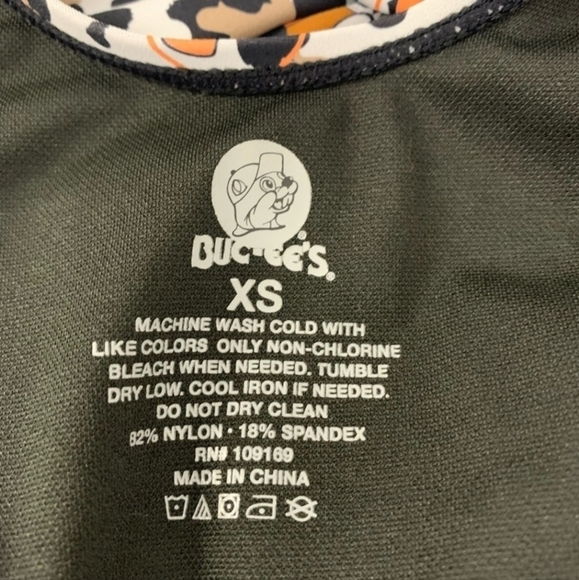 BUC-EE'S®
XS
MACHINE WASH COLD WITH
LIKE COLORS ONLY NON-CHLORINE
BLEACH WHEN NEEDED. TUMBLE
DRY LOW. COOL IRON IF NEEDED.
DO NOT DRY CLEAN
82% NYLON • 18% SPANDEX
RN# 109169
MADE IN CHINA